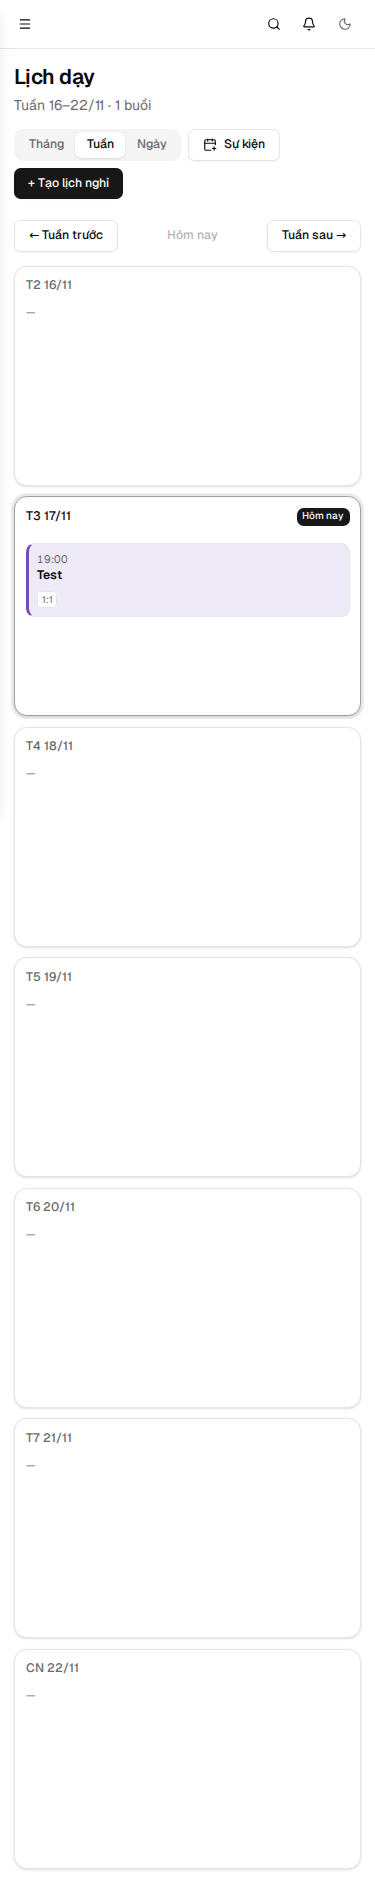 Lịch dạy
Tuần 16–22/11 · 1 buổi
Tháng Tuần Ngày Sự kiện
+ Tạo lịch nghỉ
← Tuần trước Hôm nay Tuần sau →
T2 16/11
—
T3 17/11 Hôm nay
19:00
Test
1:1
T4 18/11
—
T5 19/11
—
T6 20/11
—
T7 21/11
—
CN 22/11
—